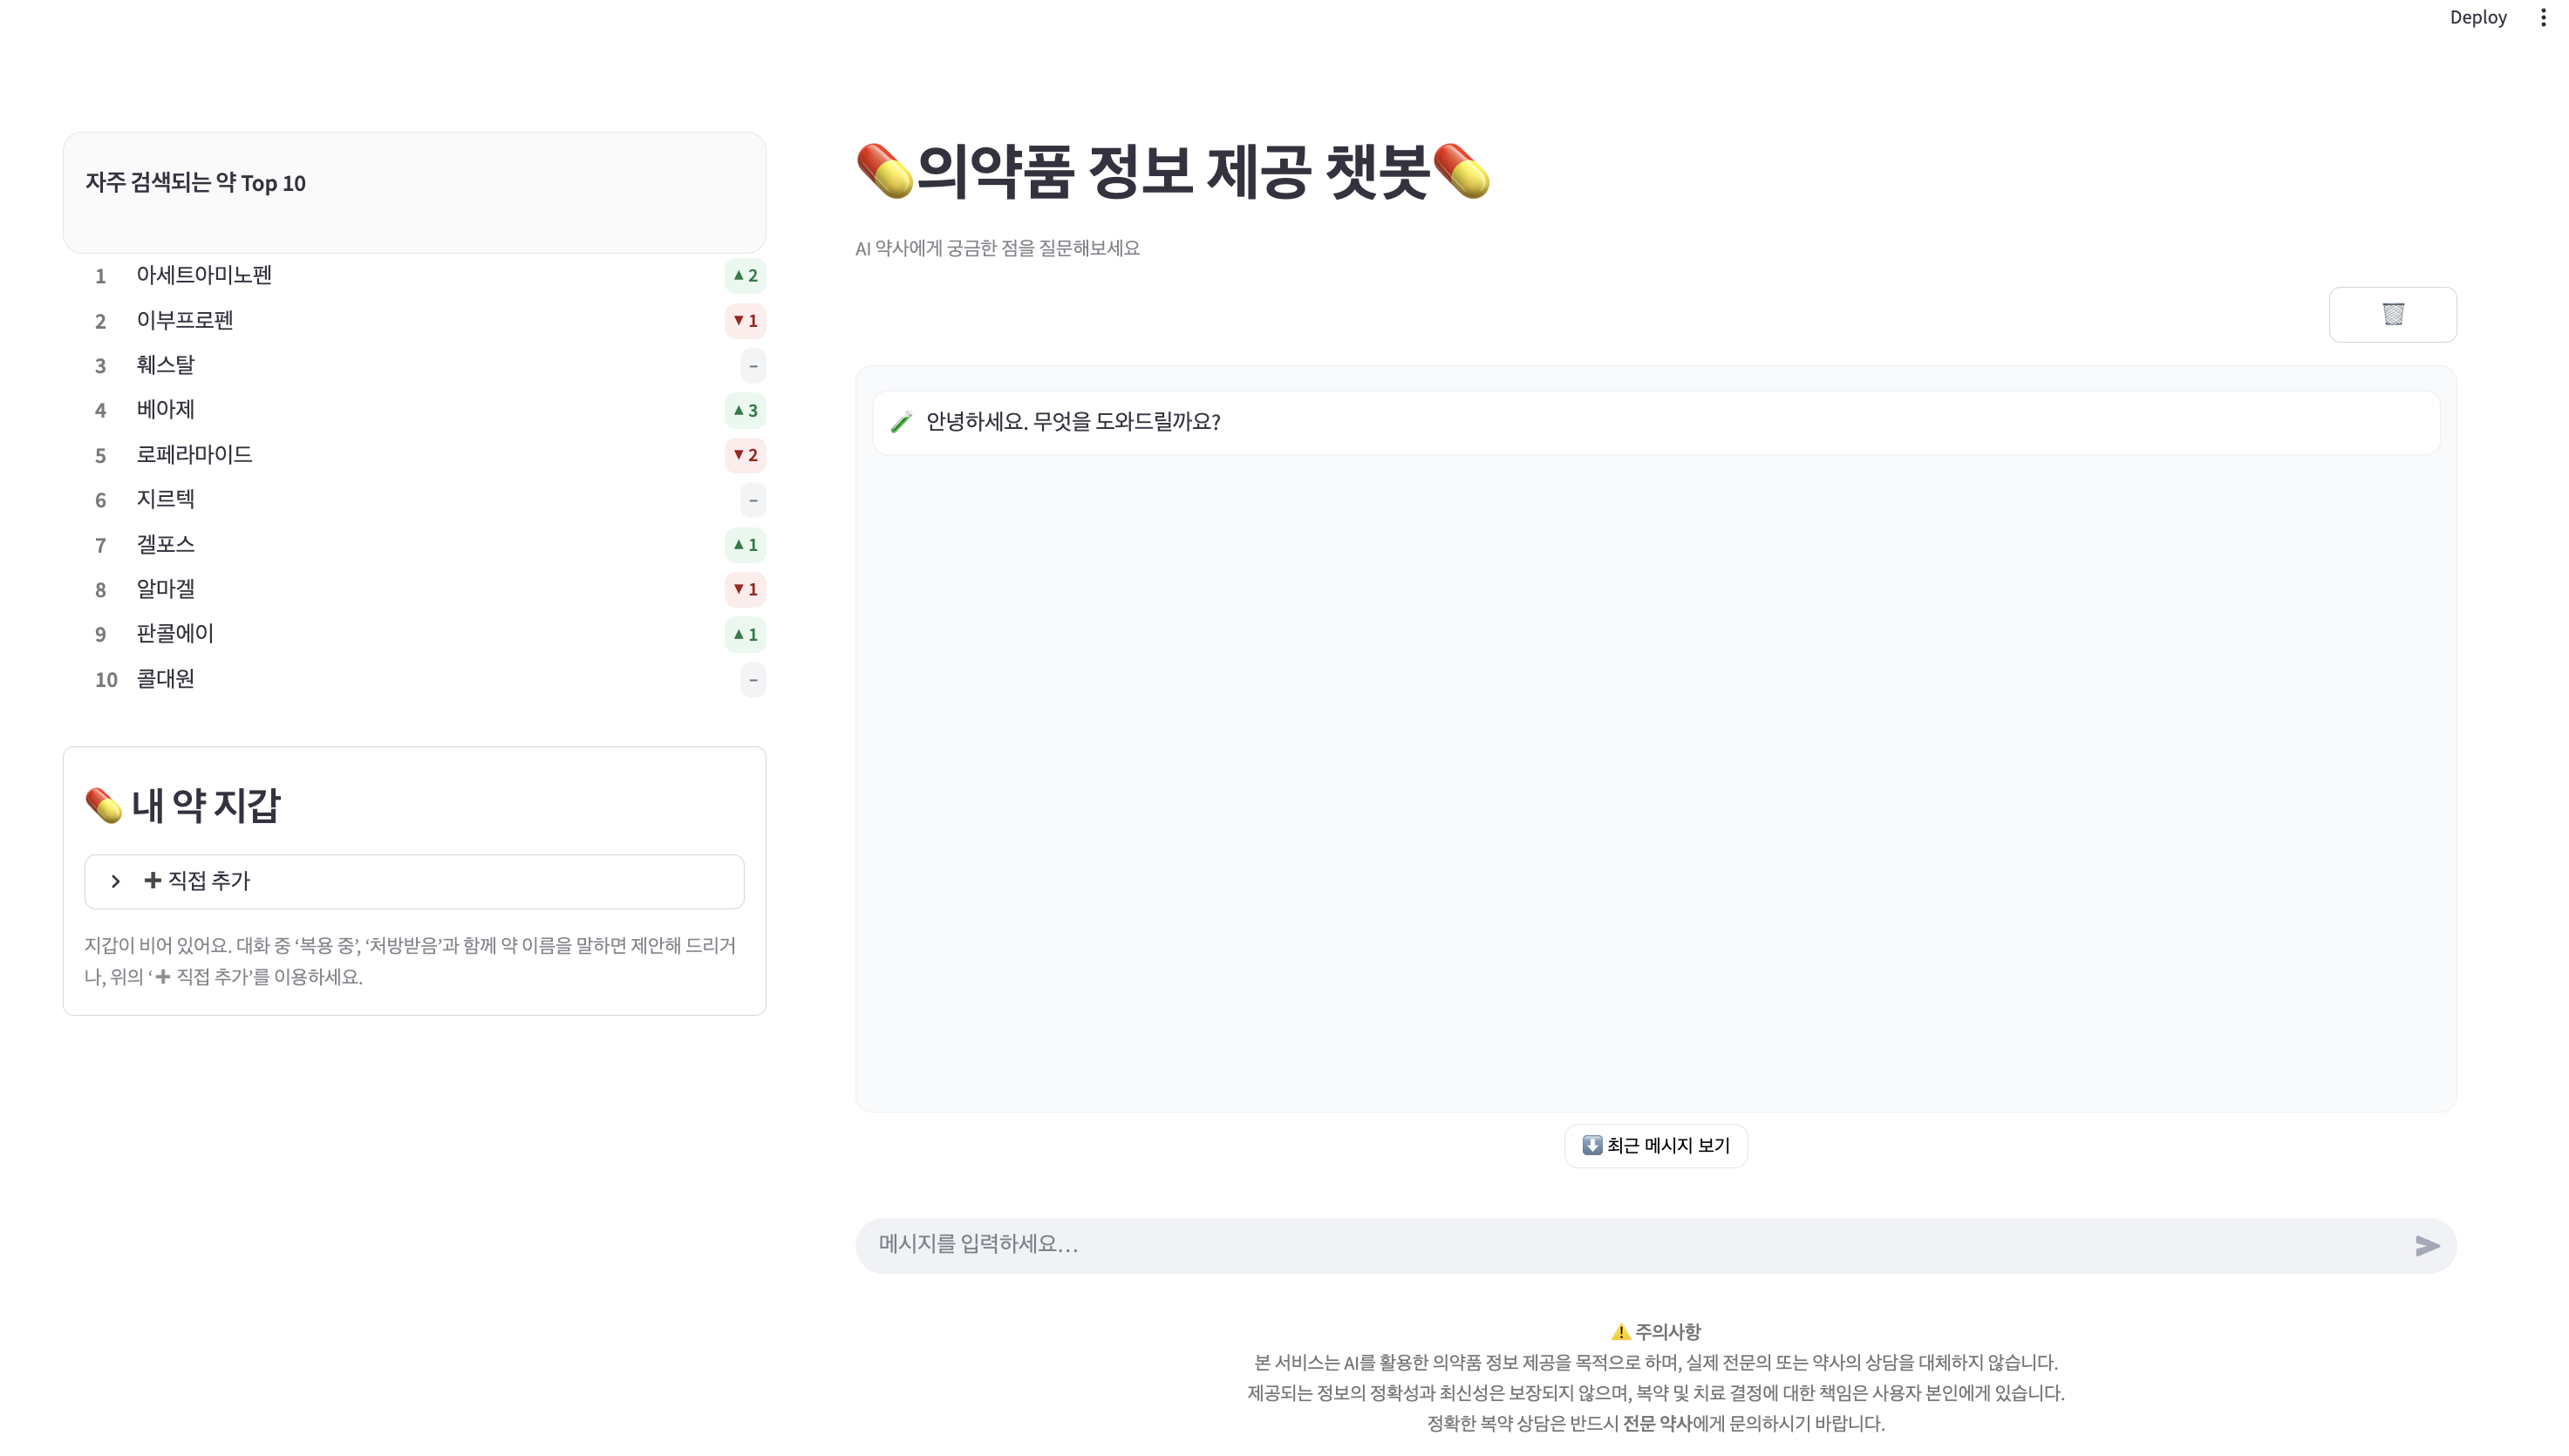 Deploy
자주 검색되는 약 Top 10
1 아세트아미노펜 ▲2
2 이부프로펜 ▼1
3 훼스탈 –
4 베아제 ▲3
5 로페라마이드 ▼2
6 지르텍 –
7 겔포스 ▲1
8 알마겔 ▼1
9 판콜에이 ▲1
10 콜대원 –
💊 내 약 지갑
➕ 직접 추가
지갑이 비어 있어요. 대화 중 ‘복용 중’, ‘처방받음’과 함께 약 이름을 말하면 제안해 드리거
나, 위의 ‘➕ 직접 추가’를 이용하세요.
💊의약품 정보 제공 챗봇💊
AI 약사에게 궁금한 점을 질문해보세요
안녕하세요. 무엇을 도와드릴까요?
⬇️ 최근 메시지 보기
메시지를 입력하세요...
⚠️ 주의사항
본 서비스는 AI를 활용한 의약품 정보 제공을 목적으로 하며, 실제 전문의 또는 약사의 상담을 대체하지 않습니다.
제공되는 정보의 정확성과 최신성은 보장되지 않으며, 복약 및 치료 결정에 대한 책임은 사용자 본인에게 있습니다.
정확한 복약 상담은 반드시 전문 약사에게 문의하시기 바랍니다.